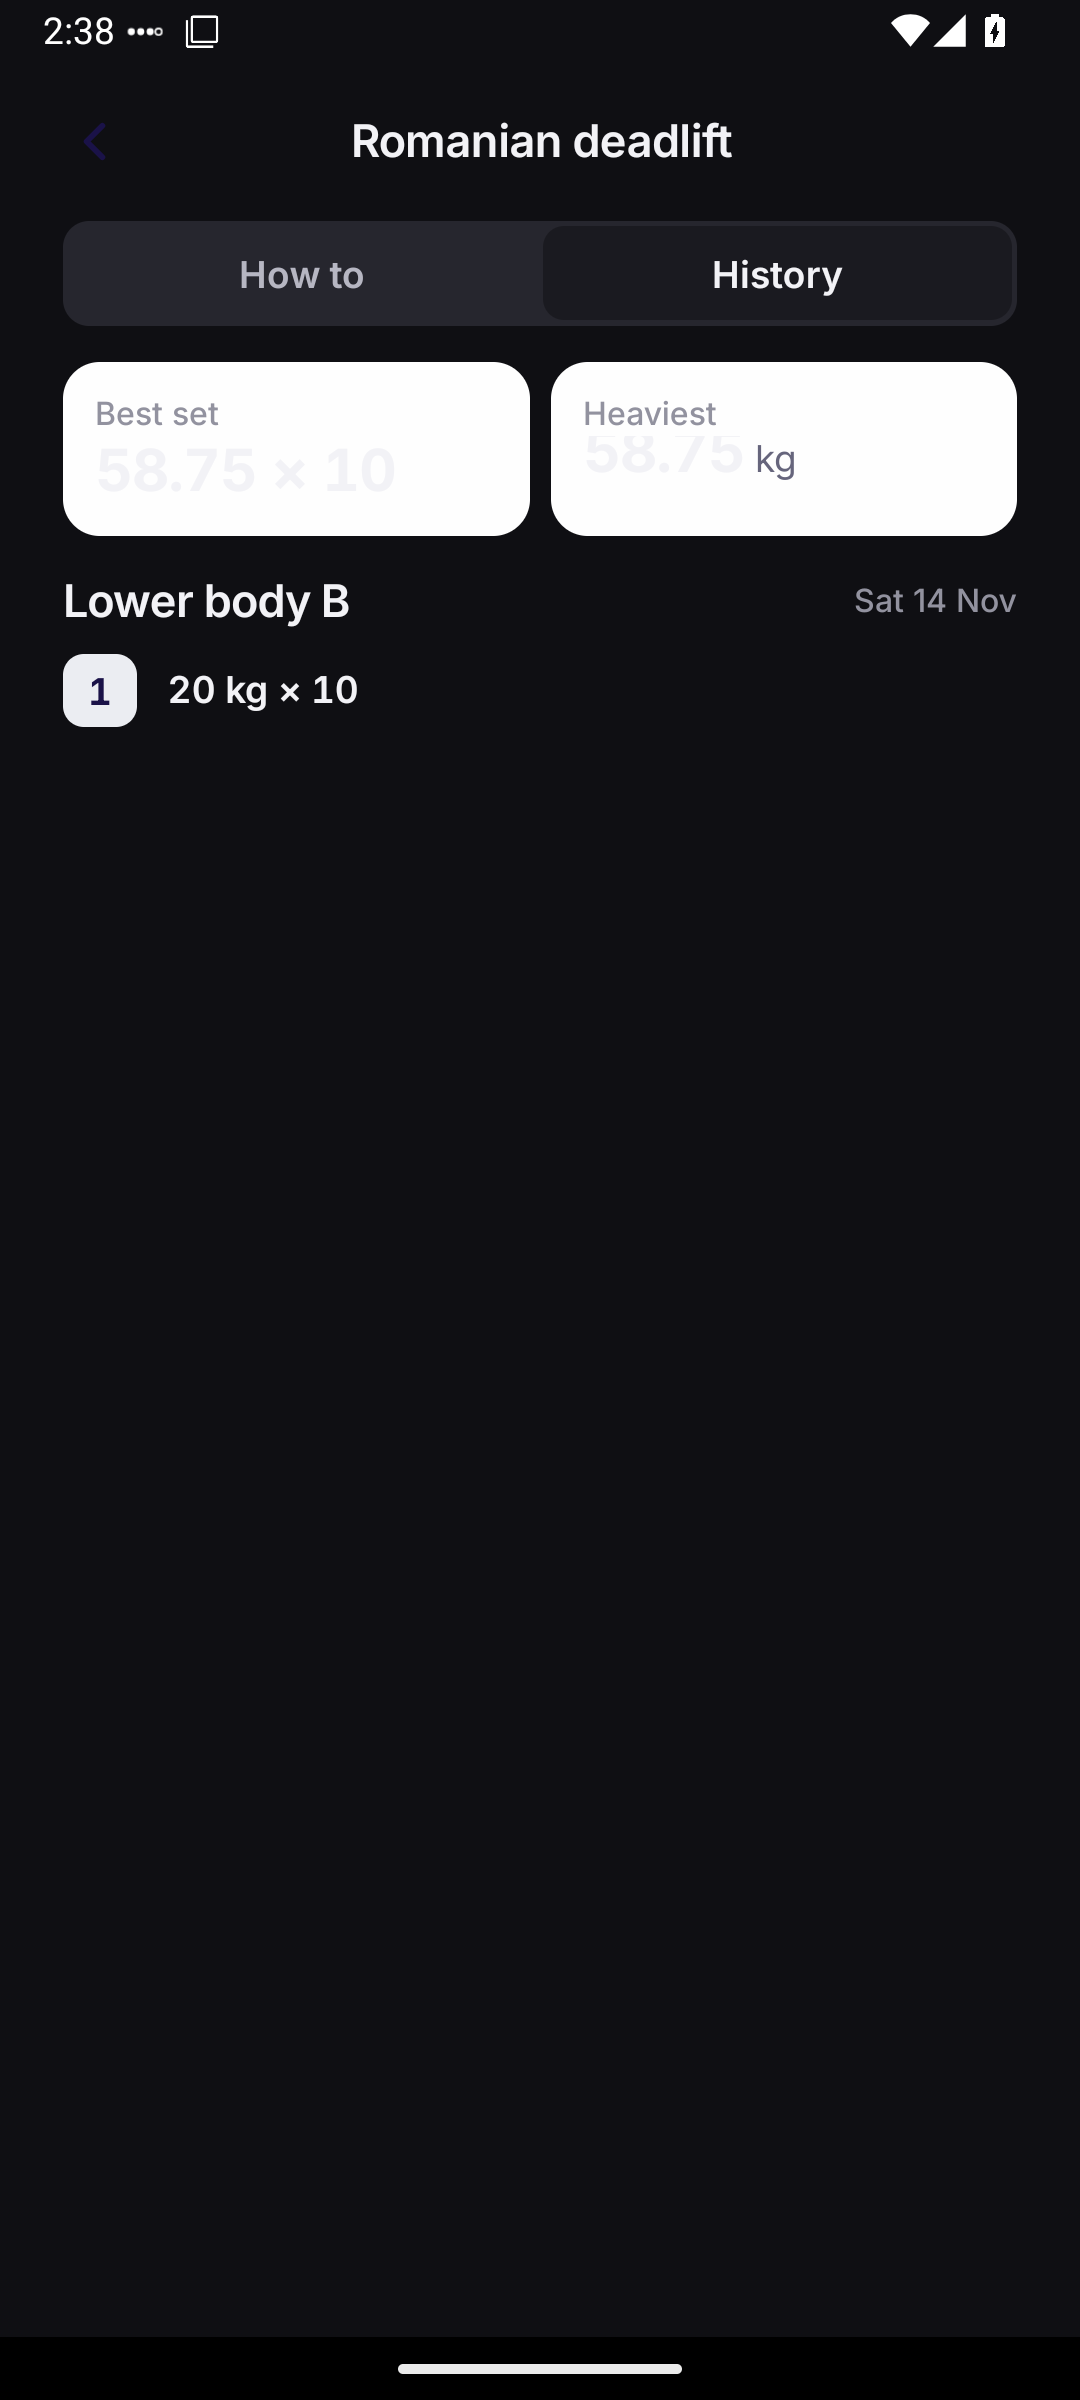 2:38
Romanian deadlift
How to
History
Best set
58.75 × 10
Heaviest
58.75 kg
Lower body B
Sat 14 Nov
1
20 kg × 10